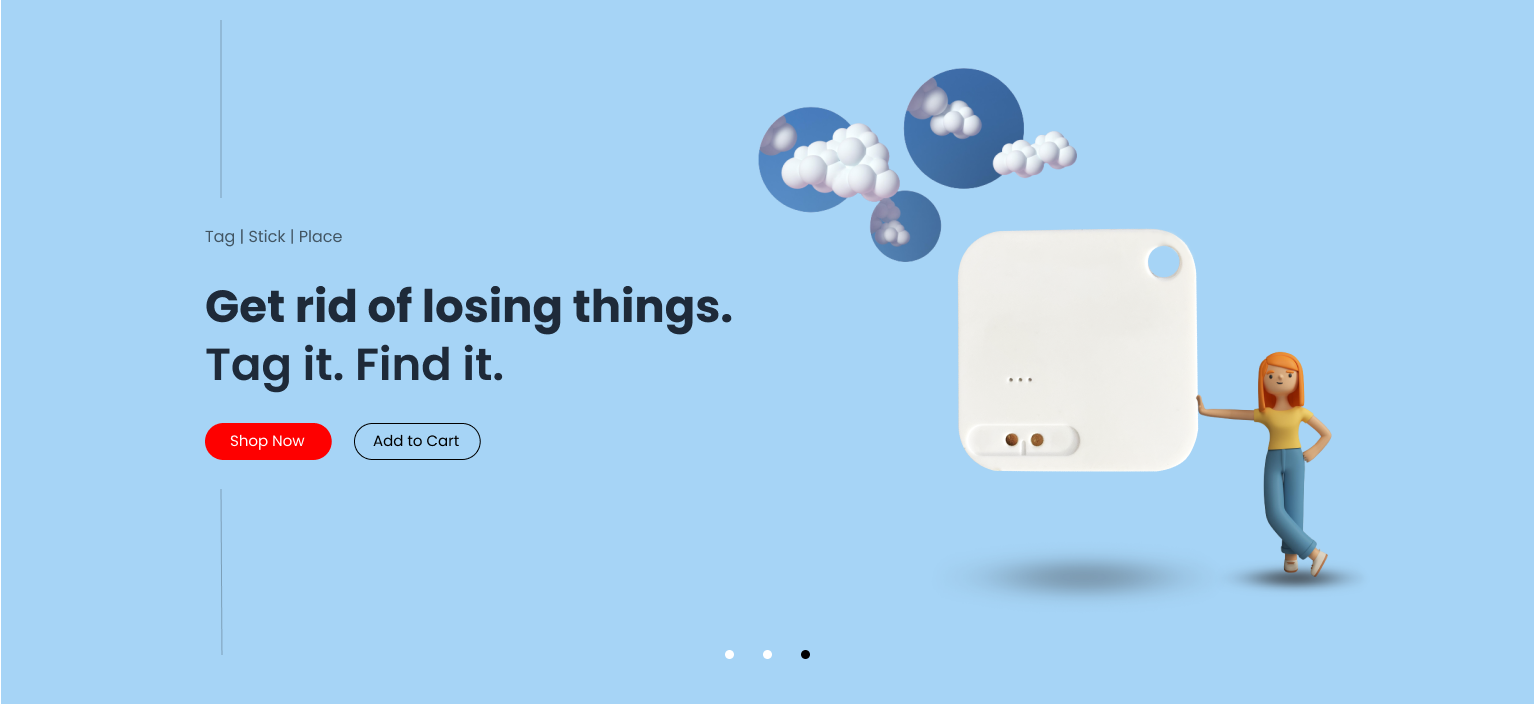 Tag | Stick | Place
Get rid of losing things.
Tag it. Find it.
Shop Now
Add to Cart